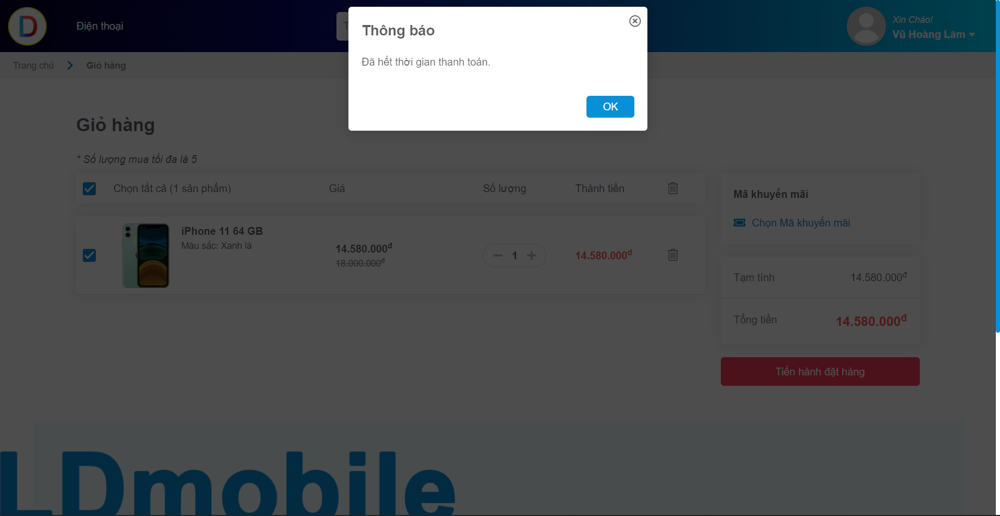 D
Điện thoại
T
Xin Chào!
Vũ Hoàng Lâm
Thông báo
Đã hết thời gian thanh toán.
OK
Trang chủ
Giỏ hàng
Giỏ hàng
* Số lượng mua tối đa là 5
Chọn tất cả (1 sản phẩm)
Giá
Số lượng
Thành tiền
iPhone 11 64 GB
Màu sắc: Xanh lá
14.580.000đ
18.000.000đ
1
14.580.000đ
Mã khuyến mãi
Chọn Mã khuyến mãi
Tạm tính
14.580.000đ
Tổng tiền
14.580.000đ
Tiến hành đặt hàng
LDmobile